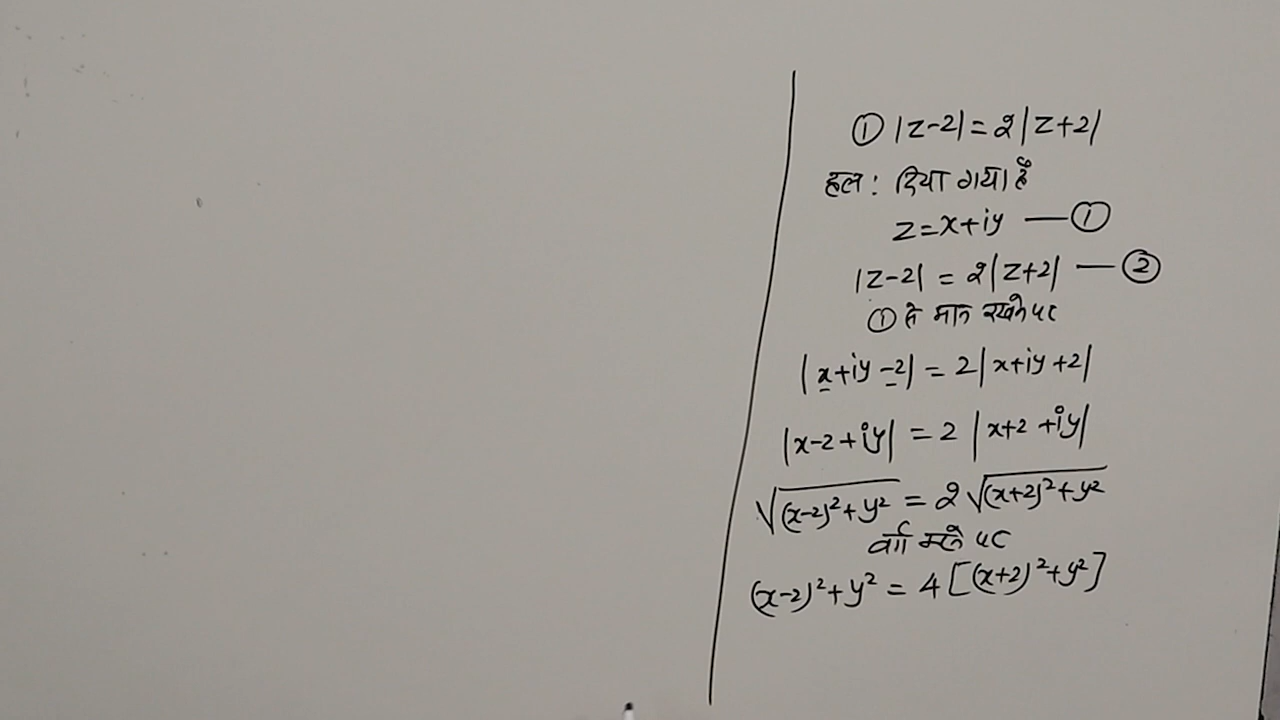 ① |z-2| = 2|z+2|
हल : दिया गया है
z = x+iy — ①
|z-2| = 2|z+2| — ②
① से मान रखने पर
|x+iy-2| = 2|x+iy+2|
|x-2+iy| = 2|x+2+iy|
√((x-2)²+y²) = 2√((x+2)²+y²)
वर्ग करने पर
(x-2)²+y² = 4[(x+2)²+y²]